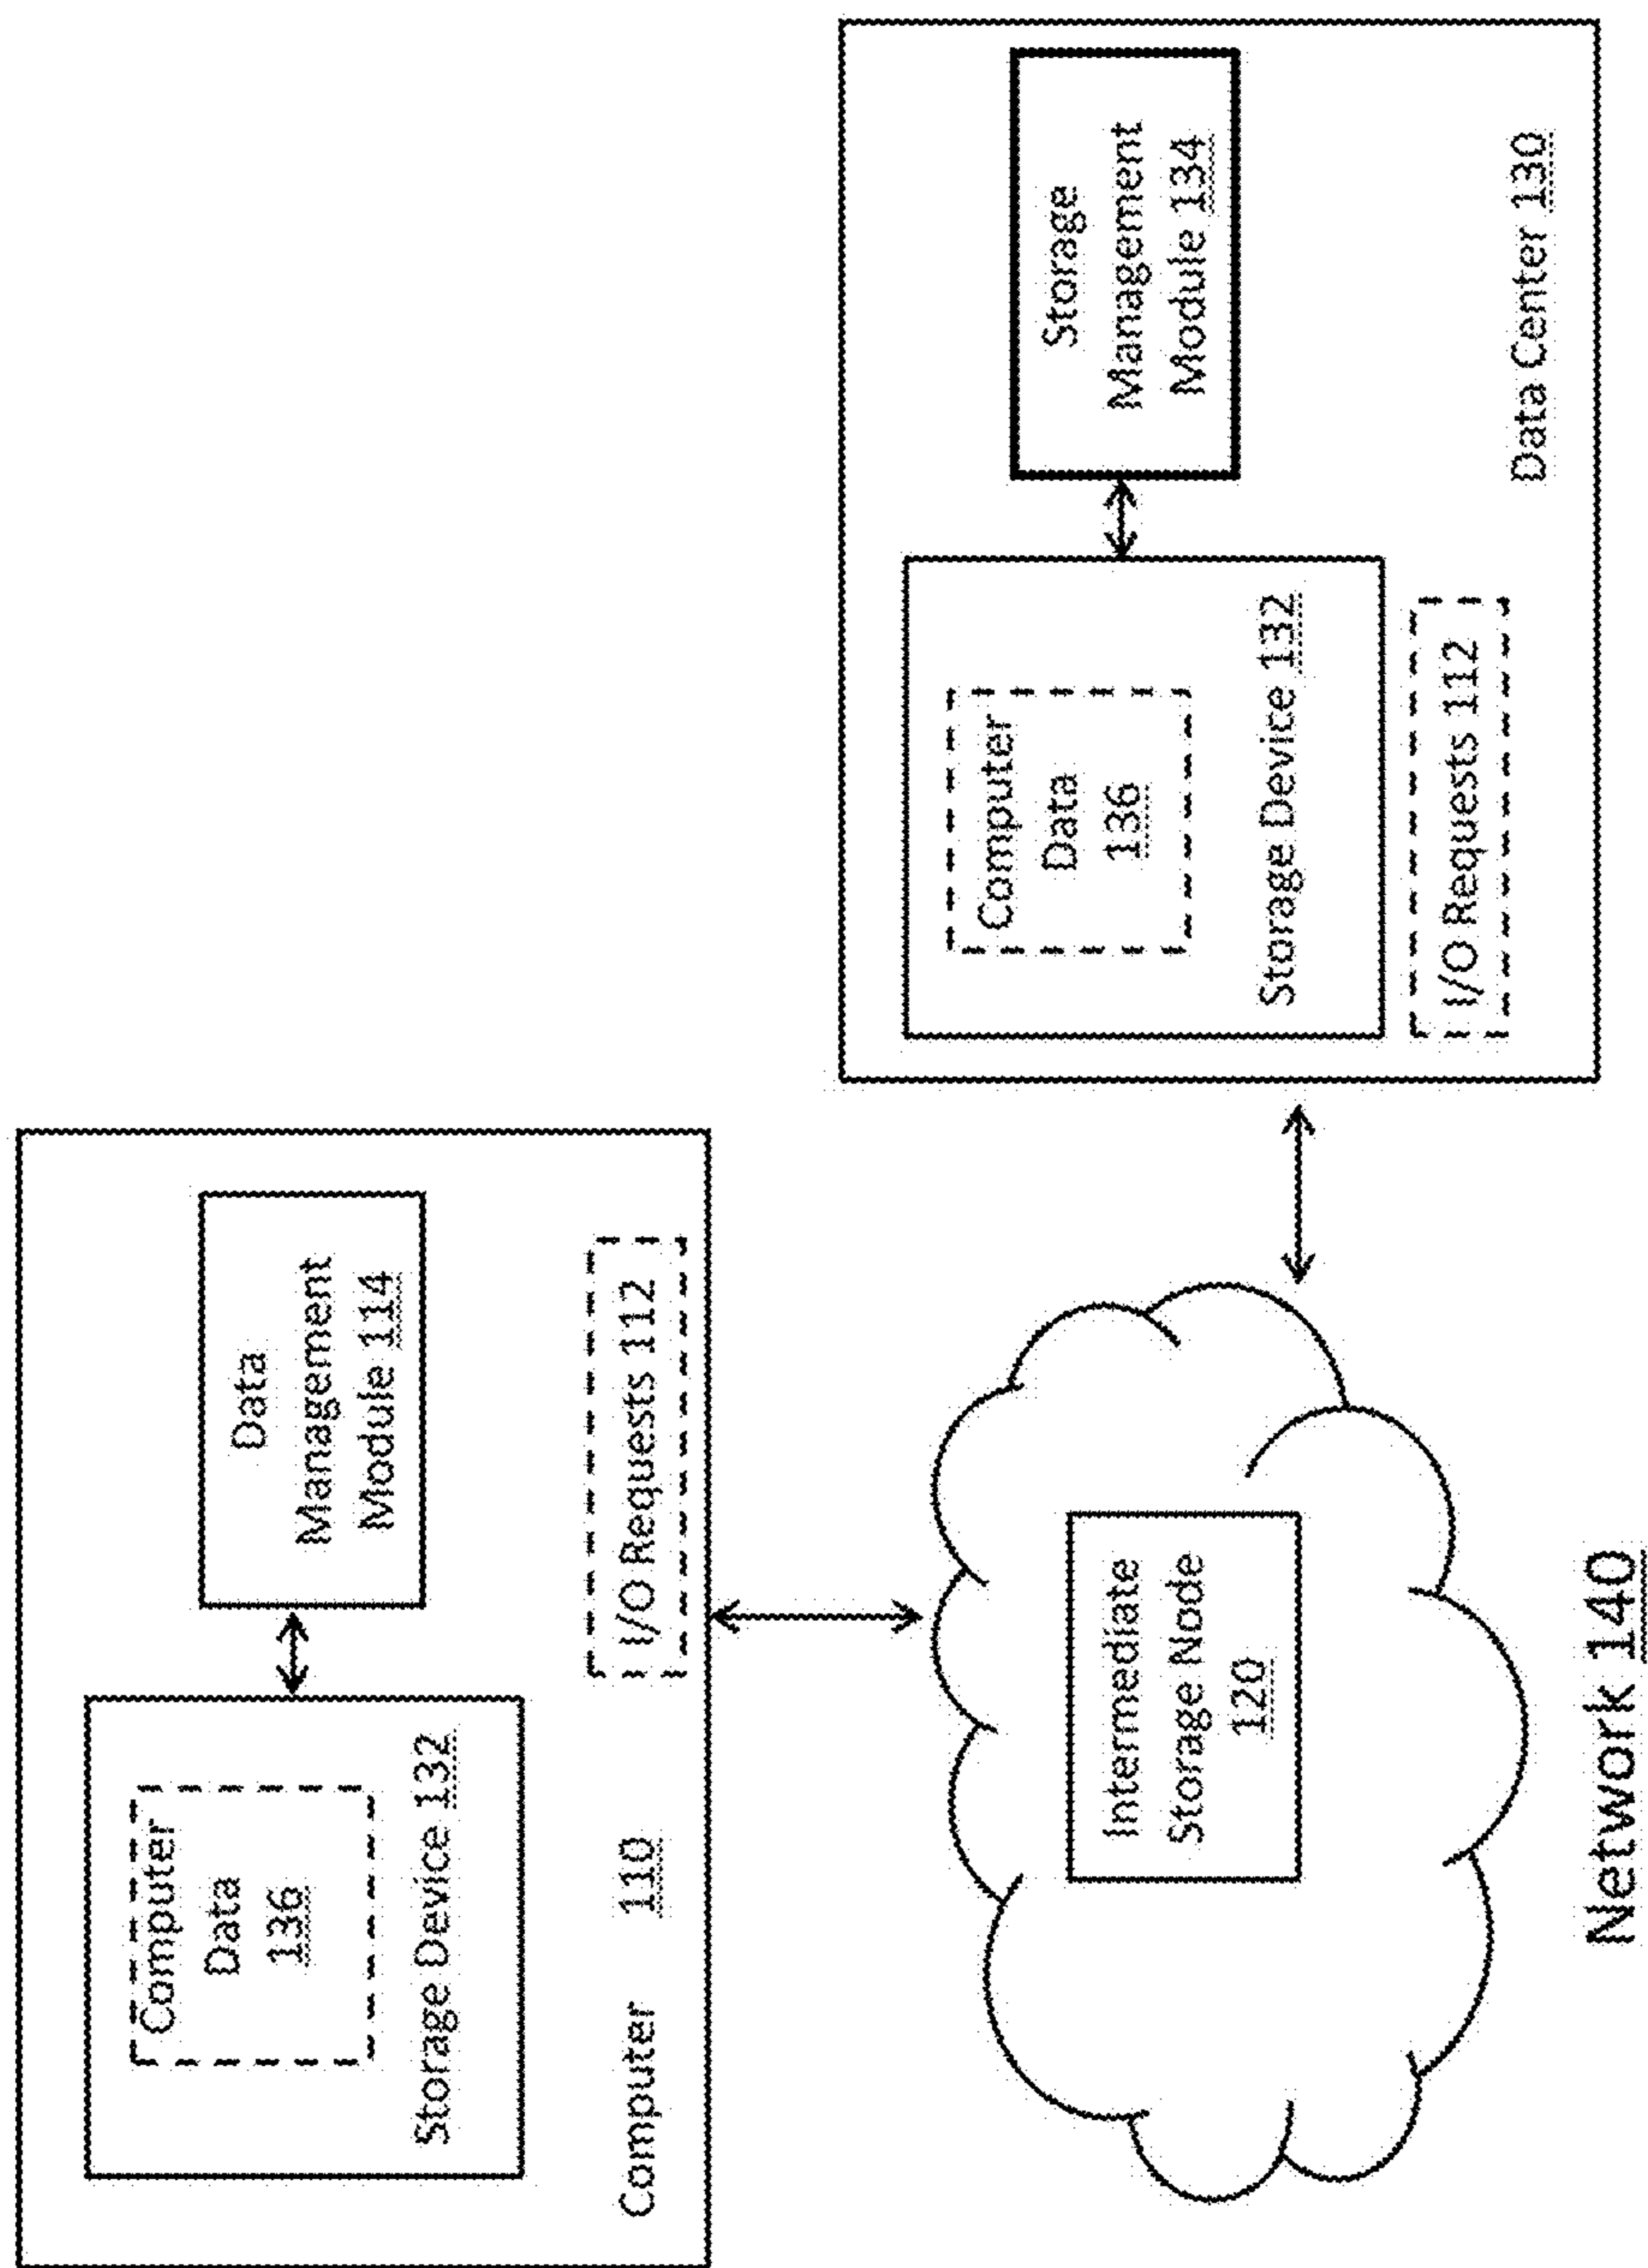 Computer
Data
136
Storage Device 132
Data
Management
Module 114
Computer 110
I/O Requests 112
Intermediate
Storage Node
120
Network 140
Computer
Data
136
Storage Device 132
Storage
Management
Module 134
I/O Requests 112
Data Center 130